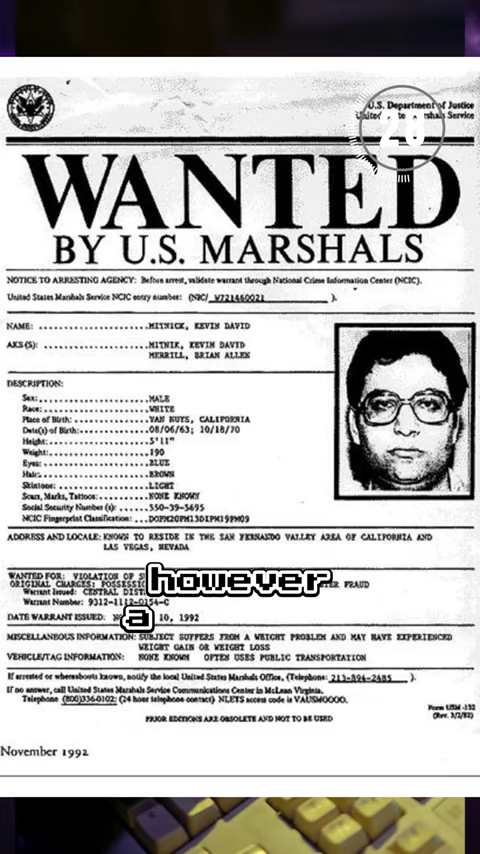 U.S. Department of Justice
United States Marshals Service
20
WANTED
BY U.S. MARSHALS
NOTICE TO ARRESTING AGENCY: Before arrest, validate warrant through National Crime Information Center (NCIC).
United States Marshals Service NCIC entry number: (NIC/ W721460021 ).
NAME: MITNICK, KEVIN DAVID
AKS(S): MITNIK, KEVIN DAVID
MERRILL, BRIAN ALLEN
DESCRIPTION:
Sex: MALE
Race: WHITE
Place of Birth: VAN NUYS, CALIFORNIA
Date(s) of Birth: 08/06/63; 10/18/70
Height: 5'11"
Weight: 190
Eyes: BLUE
Hair: BROWN
Skintone: LIGHT
Scars, Marks, Tattoos: NONE KNOWN
Social Security Number (s): 550-39-5695
NCIC Fingerprint Classification: DOPM20PM13DIPM19PM09
ADDRESS AND LOCALE: KNOWN TO RESIDE IN THE SAN FERNANDO VALLEY AREA OF CALIFORNIA AND
LAS VEGAS, NEVADA
WANTED FOR: VIOLATION OF
ORIGINAL CHARGES: FRAUD
Warrant Issued: CENTRAL
Warrant Number: 9312-1112-0154-C
however
a
DATE WARRANT ISSUED: 10, 1992
MISCELLANEOUS INFORMATION: SUBJECT SUFFERS FROM A WEIGHT PROBLEM AND MAY HAVE EXPERIENCED
WEIGHT GAIN OR WEIGHT LOSS
VEHICLE/TAG INFORMATION: NONE KNOWN OFTEN USES PUBLIC TRANSPORTATION
If arrested or whereabouts known, notify the local United States Marshals Office, (Telephone: 213-894-2485 ).
If no answer, call United States Marshals Service Communications Center in McLean Virginia.
Telephone (800)336-0102: (24 hour telephone contact) NLETS access code is VAUSM0000.
Form USM-132
(Rev. 3/2/82)
PRIOR EDITIONS ARE OBSOLETE AND NOT TO BE USED
November 1992